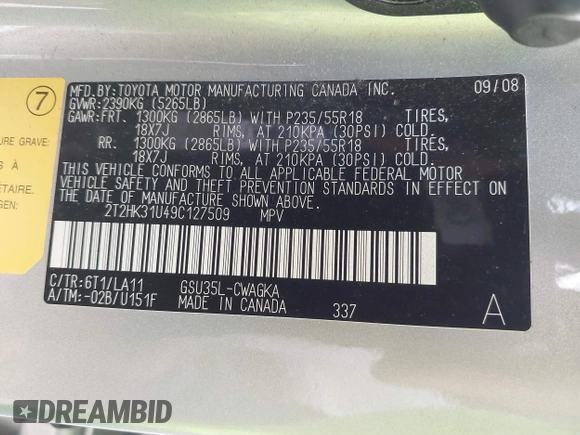 MFD.BY:TOYOTA MOTOR MANUFACTURING CANADA INC. 09/08
GVWR:2390KG (5265LB)
GAWR:FRT. 1300KG (2865LB) WITH P235/55R18 TIRES,
18X7J RIMS, AT 210KPA (30PSI) COLD.
RR. 1300KG (2865LB) WITH P235/55R18 TIRES,
18X7J RIMS, AT 210KPA (30PSI) COLD.
THIS VEHICLE CONFORMS TO ALL APPLICABLE FEDERAL MOTOR
VEHICLE SAFETY AND THEFT PREVENTION STANDARDS IN EFFECT ON
THE DATE OF MANUFACTURE SHOWN ABOVE.
2T2HK31U49C127509 MPV
C/TR:6T1/LA11 GSU35L-CWAGKA
A/TM:-02B/U151F MADE IN CANADA 337 A
7
URE GRAVE:
S À
ÉTAIRE.
GEN:
DREAMBID